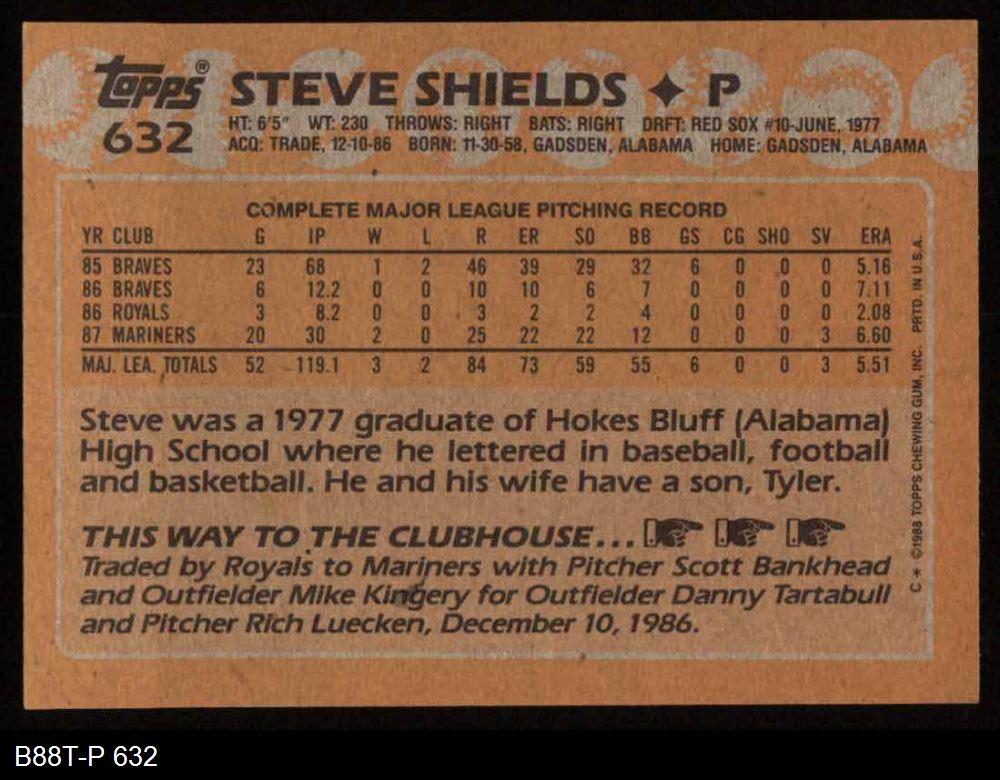 topps®
632
STEVE SHIELDS ✦ P
HT: 6'5" WT: 230 THROWS: RIGHT BATS: RIGHT DRFT: RED SOX #10-JUNE, 1977
ACQ: TRADE, 12-10-86 BORN: 11-30-58, GADSDEN, ALABAMA HOME: GADSDEN, ALABAMA
COMPLETE MAJOR LEAGUE PITCHING RECORD
YR CLUB G IP W L R ER SO BB GS CG SHO SV ERA
85 BRAVES 23 68 1 2 46 39 29 32 6 0 0 0 5.16
86 BRAVES 6 12.2 0 0 10 10 6 7 0 0 0 0 7.11
86 ROYALS 3 8.2 0 0 3 2 2 4 0 0 0 0 2.08
87 MARINERS 20 30 2 0 25 22 22 12 0 0 0 3 6.60
MAJ. LEA. TOTALS 52 119.1 3 2 84 73 59 55 6 0 0 3 5.51
Steve was a 1977 graduate of Hokes Bluff (Alabama)
High School where he lettered in baseball, football
and basketball. He and his wife have a son, Tyler.
THIS WAY TO THE CLUBHOUSE...
Traded by Royals to Mariners with Pitcher Scott Bankhead
and Outfielder Mike Kingery for Outfielder Danny Tartabull
and Pitcher Rich Luecken, December 10, 1986.
C * ©1988 TOPPS CHEWING GUM, INC. PRTD. IN U.S.A.
B88T-P 632